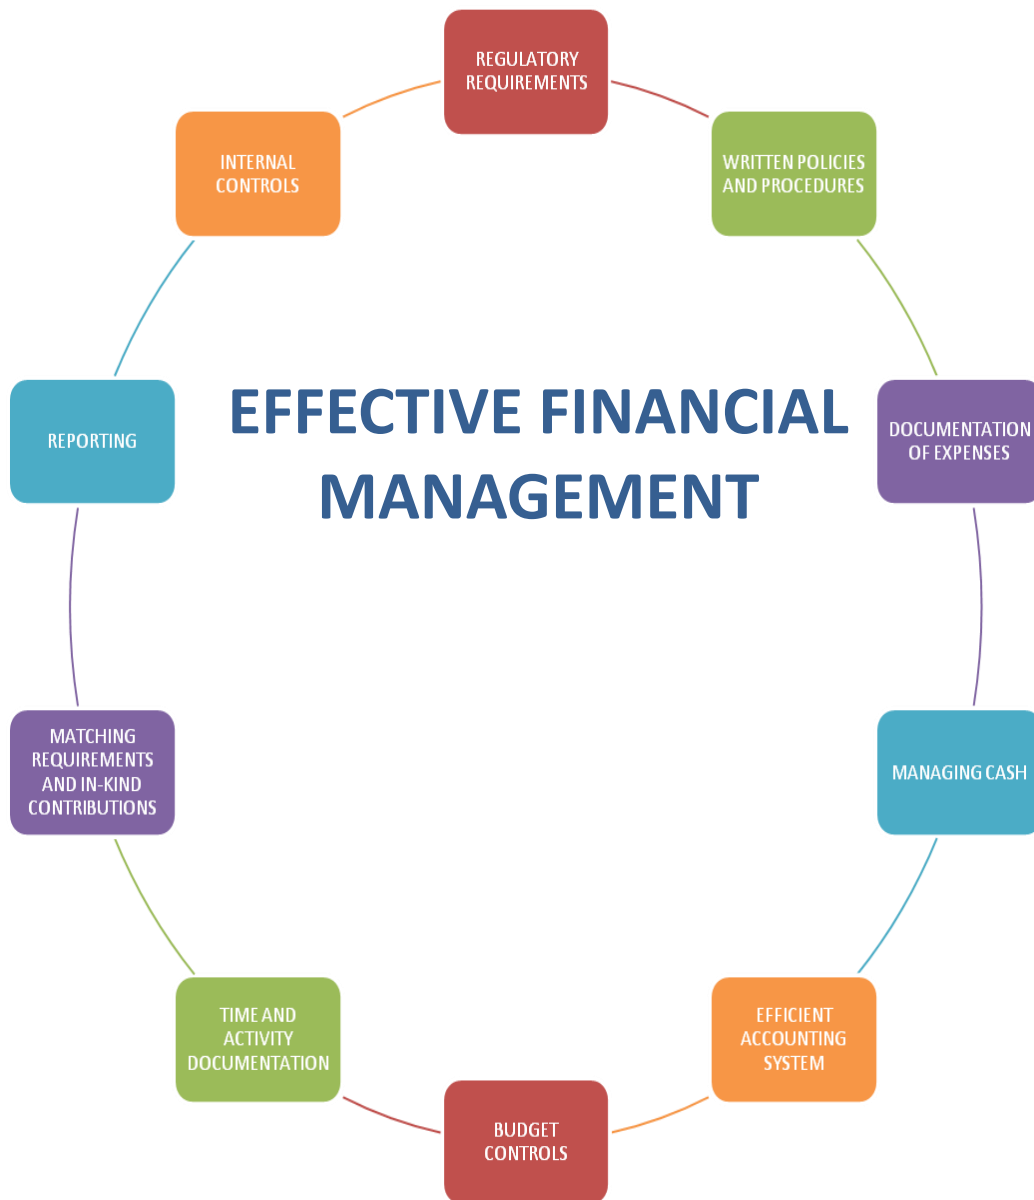 REGULATORY
REQUIREMENTS
WRITTEN POLICIES
AND PROCEDURES
DOCUMENTATION
OF EXPENSES
MANAGING CASH
EFFICIENT
ACCOUNTING
SYSTEM
BUDGET
CONTROLS
TIME AND
ACTIVITY
DOCUMENTATION
MATCHING
REQUIREMENTS
AND IN-KIND
CONTRIBUTIONS
REPORTING
INTERNAL
CONTROLS
EFFECTIVE FINANCIAL
MANAGEMENT